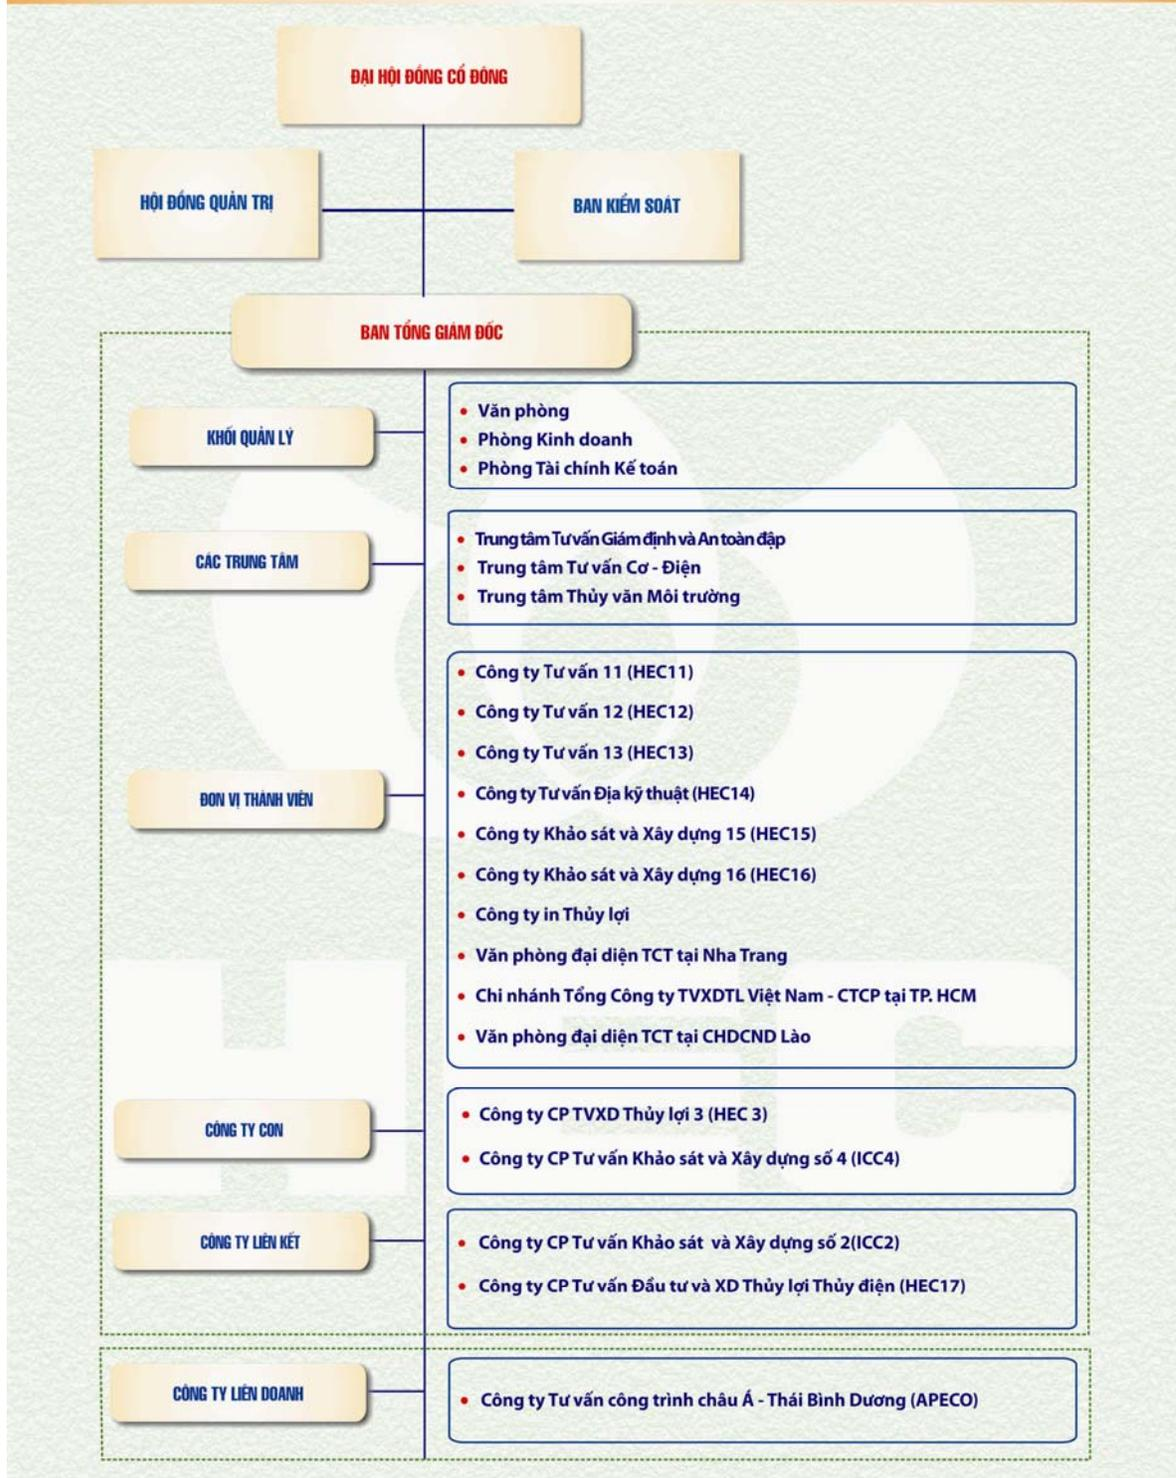 ĐẠI HỘI ĐỒNG CỔ ĐÔNG
HỘI ĐỒNG QUẢN TRỊ
BAN KIỂM SOÁT
BAN TỔNG GIÁM ĐỐC
KHỐI QUẢN LÝ
• Văn phòng
• Phòng Kinh doanh
• Phòng Tài chính Kế toán
CÁC TRUNG TÂM
• Trung tâm Tư vấn Giám định và An toàn đập
• Trung tâm Tư vấn Cơ - Điện
• Trung tâm Thủy văn Môi trường
ĐƠN VỊ THÀNH VIÊN
• Công ty Tư vấn 11 (HEC11)
• Công ty Tư vấn 12 (HEC12)
• Công ty Tư vấn 13 (HEC13)
• Công ty Tư vấn Địa kỹ thuật (HEC14)
• Công ty Khảo sát và Xây dựng 15 (HEC15)
• Công ty Khảo sát và Xây dựng 16 (HEC16)
• Công ty in Thủy lợi
• Văn phòng đại diện TCT tại Nha Trang
• Chi nhánh Tổng Công ty TVXDTL Việt Nam - CTCP tại TP. HCM
• Văn phòng đại diện TCT tại CHDCND Lào
CÔNG TY CON
• Công ty CP TVXD Thủy lợi 3 (HEC 3)
• Công ty CP Tư vấn Khảo sát và Xây dựng số 4 (ICC4)
CÔNG TY LIÊN KẾT
• Công ty CP Tư vấn Khảo sát và Xây dựng số 2(ICC2)
• Công ty CP Tư vấn Đầu tư và XD Thủy lợi Thủy điện (HEC17)
CÔNG TY LIÊN DOANH
• Công ty Tư vấn công trình châu Á - Thái Bình Dương (APECO)
HEC